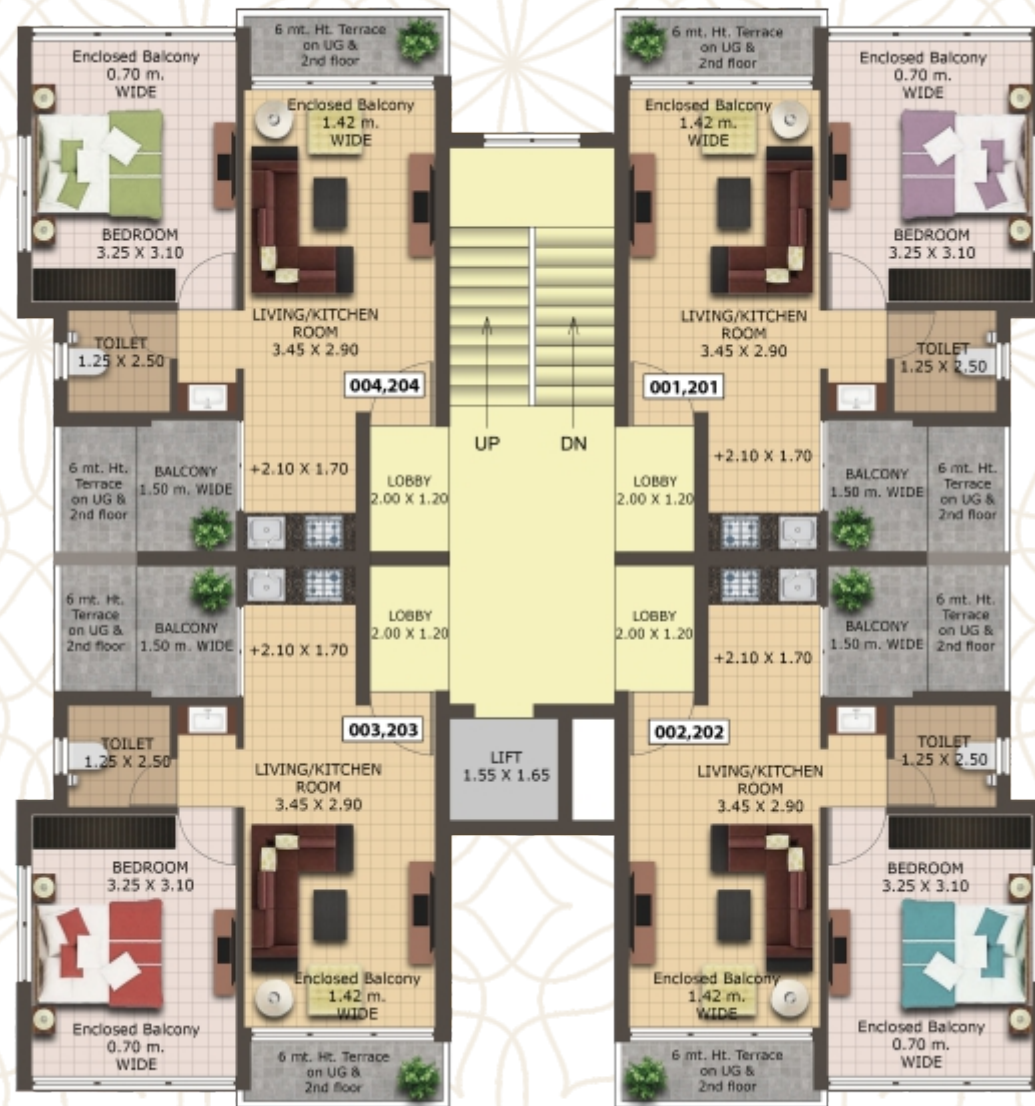 6 mt. Ht. Terrace
on UG &
2nd floor
6 mt. Ht. Terrace
on UG &
2nd floor
Enclosed Balcony
0.70 m.
WIDE
Enclosed Balcony
1.42 m.
WIDE
Enclosed Balcony
1.42 m.
WIDE
Enclosed Balcony
0.70 m.
WIDE
BEDROOM
3.25 X 3.10
BEDROOM
3.25 X 3.10
LIVING/KITCHEN
ROOM
3.45 X 2.90
LIVING/KITCHEN
ROOM
3.45 X 2.90
TOILET
1.25 X 2.50
TOILET
1.25 X 2.50
004,204
001,201
UP
DN
6 mt. Ht.
Terrace
on UG &
2nd floor
BALCONY
1.50 m. WIDE
+2.10 X 1.70
LOBBY
2.00 X 1.20
LOBBY
2.00 X 1.20
+2.10 X 1.70
BALCONY
1.50 m. WIDE
6 mt. Ht.
Terrace
on UG &
2nd floor
6 mt. Ht.
Terrace
on UG &
2nd floor
BALCONY
1.50 m. WIDE
+2.10 X 1.70
LOBBY
2.00 X 1.20
LOBBY
2.00 X 1.20
+2.10 X 1.70
BALCONY
1.50 m. WIDE
6 mt. Ht.
Terrace
on UG &
2nd floor
003,203
002,202
TOILET
1.25 X 2.50
LIVING/KITCHEN
ROOM
3.45 X 2.90
LIFT
1.55 X 1.65
LIVING/KITCHEN
ROOM
3.45 X 2.90
TOILET
1.25 X 2.50
BEDROOM
3.25 X 3.10
BEDROOM
3.25 X 3.10
Enclosed Balcony
0.70 m.
WIDE
Enclosed Balcony
1.42 m.
WIDE
Enclosed Balcony
1.42 m.
WIDE
Enclosed Balcony
0.70 m.
WIDE
6 mt. Ht. Terrace
on UG &
2nd floor
6 mt. Ht. Terrace
on UG &
2nd floor